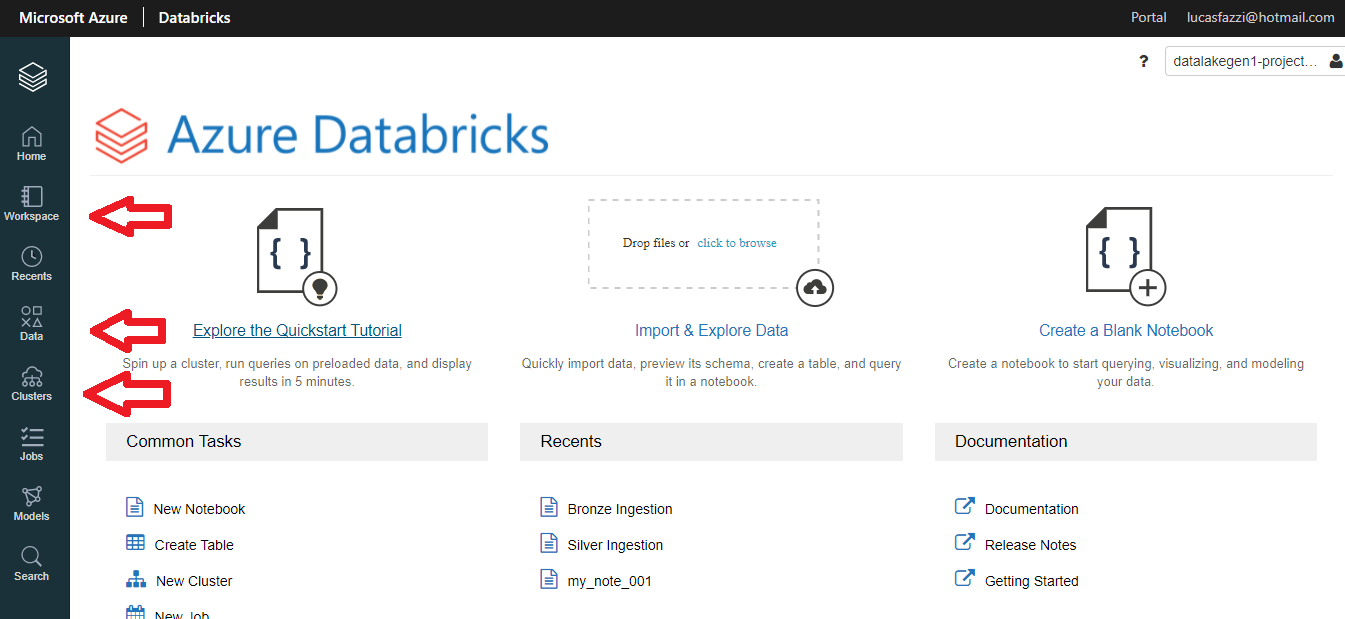 Microsoft Azure
Databricks
Portal
lucasfazzi@hotmail.com
?
datalakegen1-project...
Home
Workspace
Recents
Data
Clusters
Jobs
Models
Search
Azure Databricks
{ }
Explore the Quickstart Tutorial
Spin up a cluster, run queries on preloaded data, and display
results in 5 minutes.
Drop files or click to browse
Import & Explore Data
Quickly import data, preview its schema, create a table, and query
it in a notebook.
{ }
Create a Blank Notebook
Create a notebook to start querying, visualizing, and modeling
your data.
Common Tasks
New Notebook
Create Table
New Cluster
New Job
Recents
Bronze Ingestion
Silver Ingestion
my_note_001
Documentation
Documentation
Release Notes
Getting Started